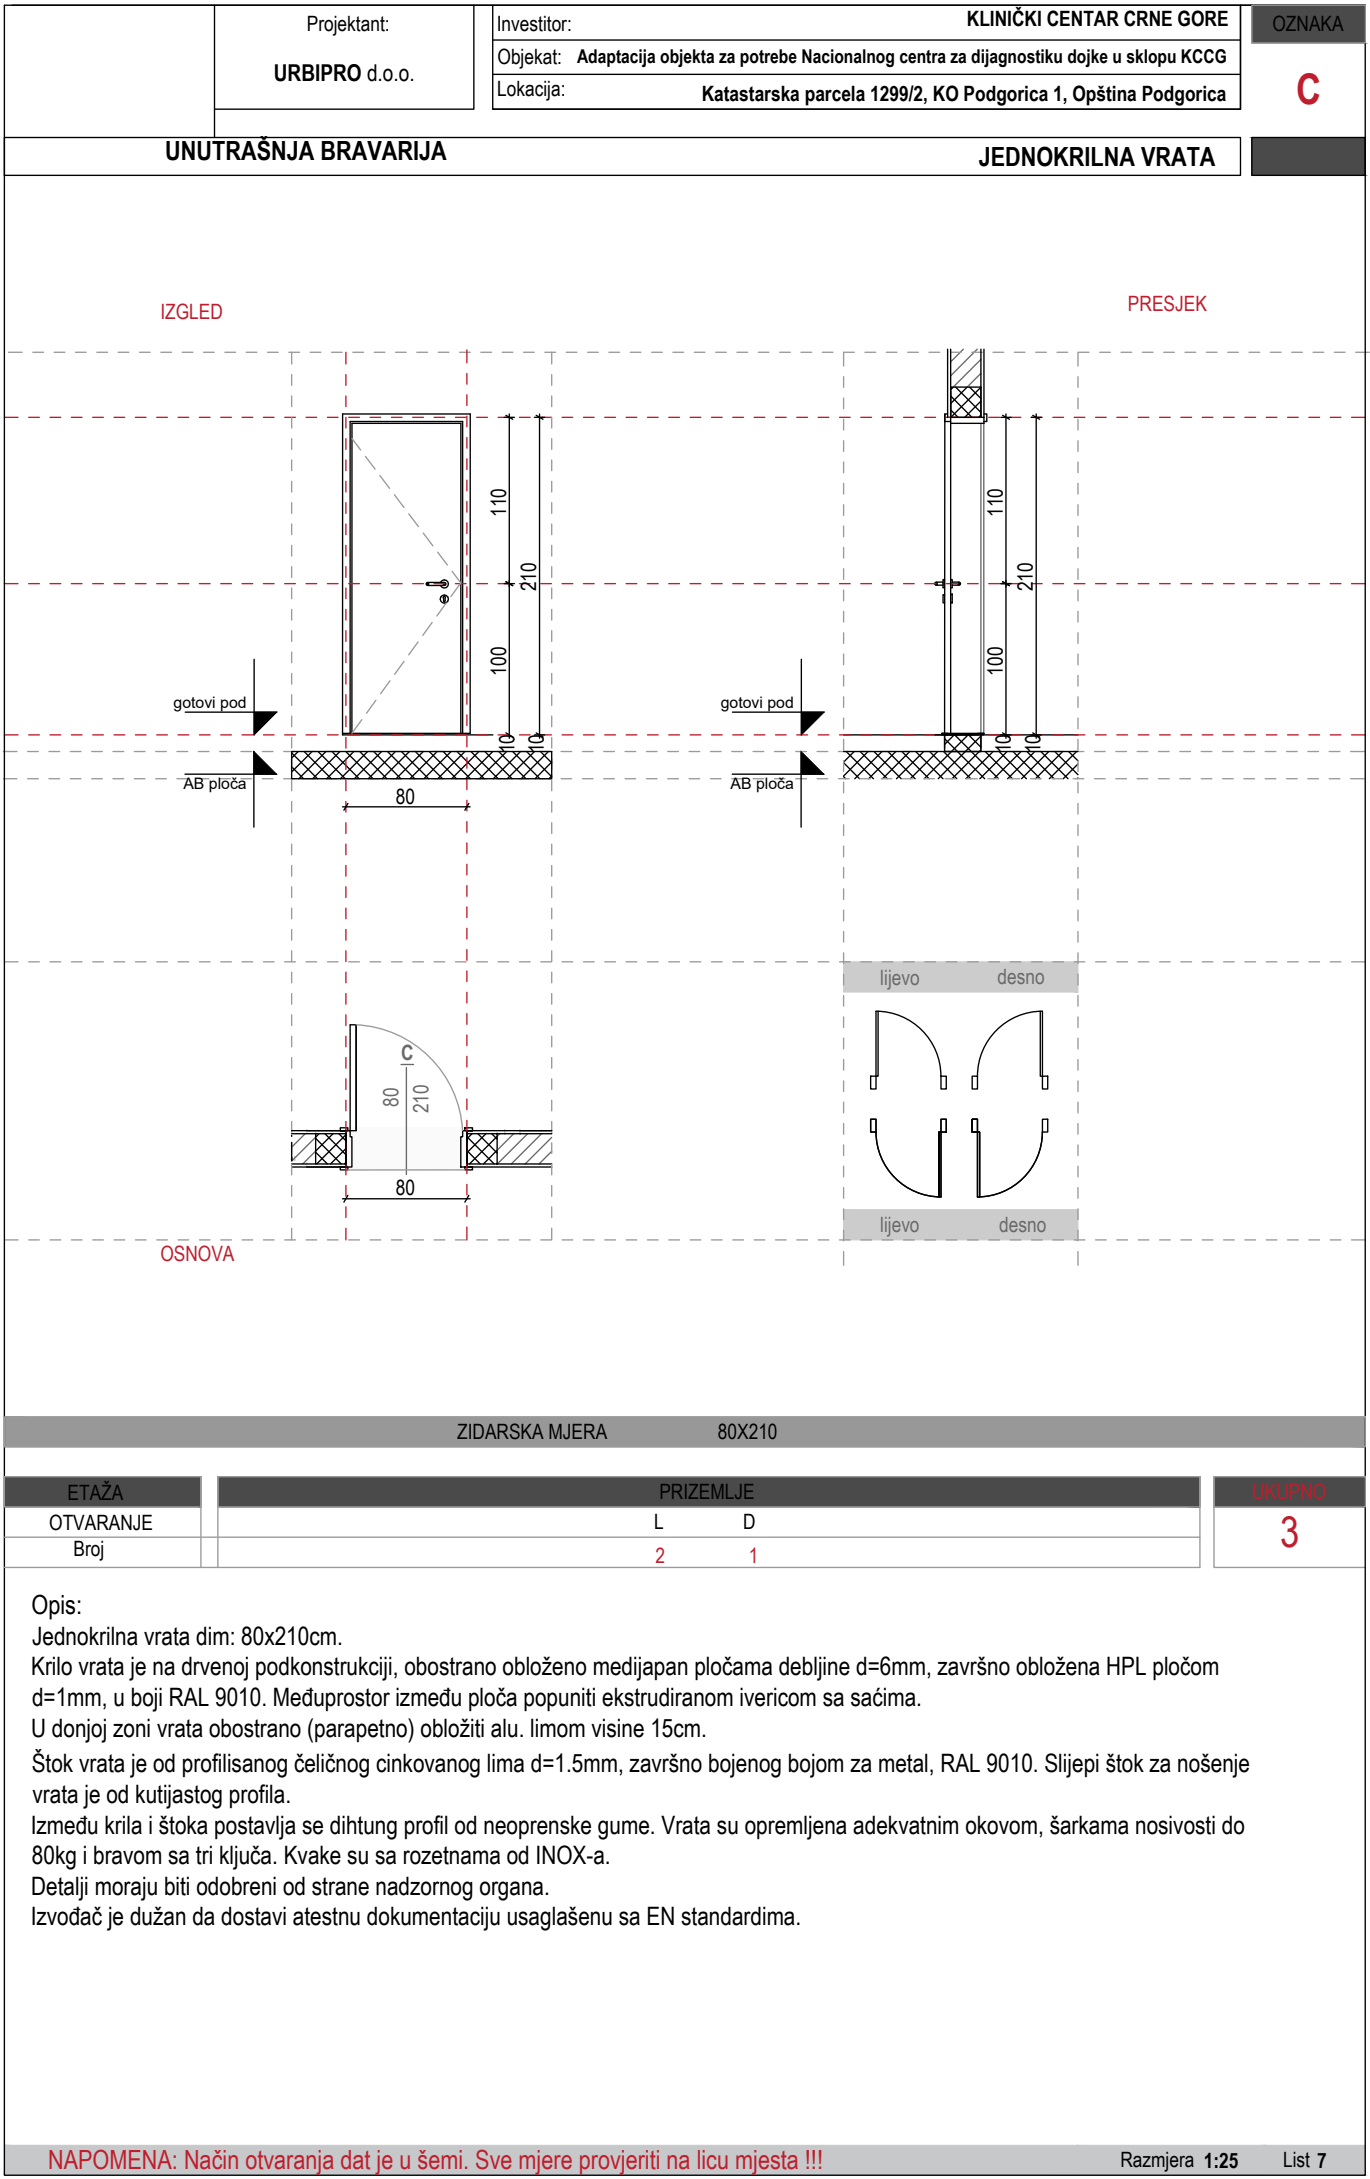 Projektant:
URBIPRO d.o.o.
Investitor: KLINIČKI CENTAR CRNE GORE
Objekat: Adaptacija objekta za potrebe Nacionalnog centra za dijagnostiku dojke u sklopu KCCG
Lokacija: Katastarska parcela 1299/2, KO Podgorica 1, Opština Podgorica
OZNAKA
C
UNUTRAŠNJA BRAVARIJA
JEDNOKRILNA VRATA
IZGLED
PRESJEK
110
210
100
10
10
gotovi pod
AB ploča
80
110
210
100
10
10
gotovi pod
AB ploča
lijevo desno
C
80
210
80
lijevo desno
OSNOVA
ZIDARSKA MJERA 80X210
ETAŽA PRIZEMLJE UKUPNO
OTVARANJE L D 3
Broj 2 1
Opis:
Jednokrilna vrata dim: 80x210cm.
Krilo vrata je na drvenoj podkonstrukciji, obostrano obloženo medijapan pločama debljine d=6mm, završno obložena HPL pločom
d=1mm, u boji RAL 9010. Međuprostor između ploča popuniti ekstrudiranom ivericom sa saćima.
U donjoj zoni vrata obostrano (parapetno) obložiti alu. limom visine 15cm.
Štok vrata je od profilisanog čeličnog cinkovanog lima d=1.5mm, završno bojenog bojom za metal, RAL 9010. Slijepi štok za nošenje
vrata je od kutijastog profila.
Između krila i štoka postavlja se dihtung profil od neoprenske gume. Vrata su opremljena adekvatnim okovom, šarkama nosivosti do
80kg i bravom sa tri ključa. Kvake su sa rozetnama od INOX-a.
Detalji moraju biti odobreni od strane nadzornog organa.
Izvođač je dužan da dostavi atestnu dokumentaciju usaglašenu sa EN standardima.
NAPOMENA: Način otvaranja dat je u šemi. Sve mjere provjeriti na licu mjesta !!!
Razmjera 1:25 List 7